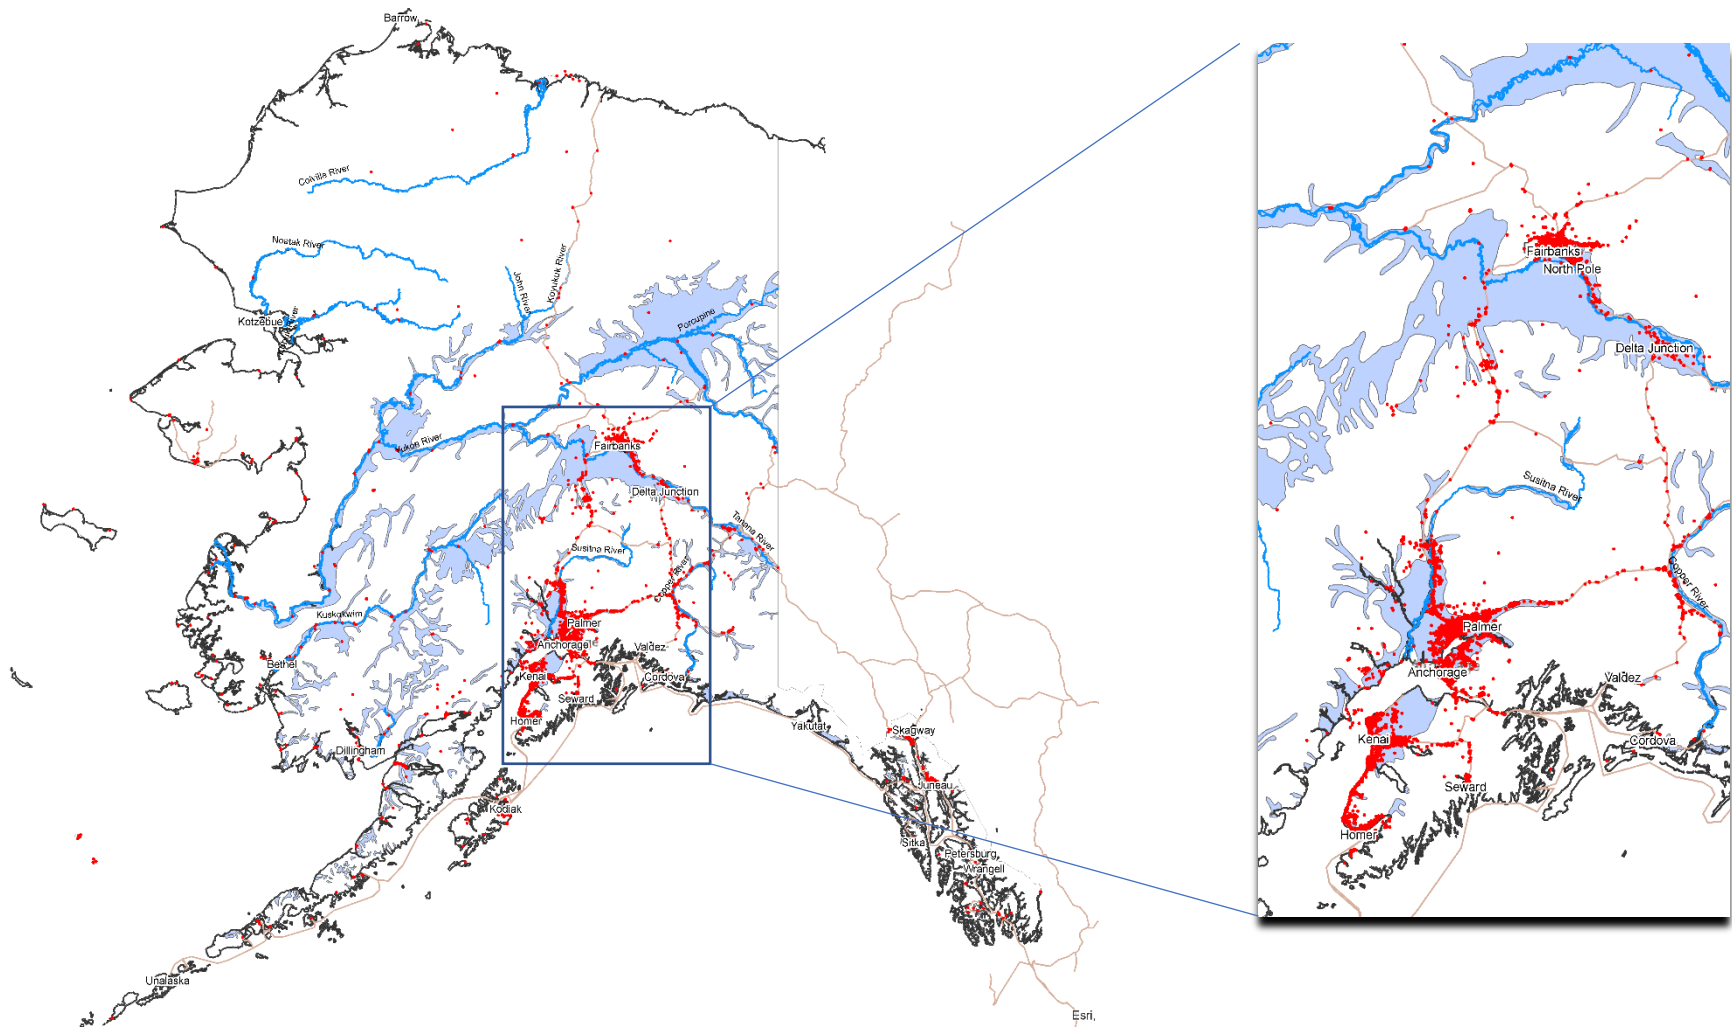 Barrow
Colville River
Noatak River
John River
Koyukuk River
Kotzebue
River
Porcupine
Yukon River
Fairbanks
Delta Junction
Tanana River
Susitna River
Copper River
Kuskokwim
Palmer
Bethel
Anchorage
Valdez
Kenai
Cordova
Seward
Homer
Yakutat
Skagway
Dillingham
Juneau
Kodiak
Sitka
Petersburg
Wrangell
Unalaska
Esri,
Fairbanks
North Pole
Delta Junction
Susitna River
Copper River
Palmer
Anchorage
Valdez
Kenai
Cordova
Seward
Homer